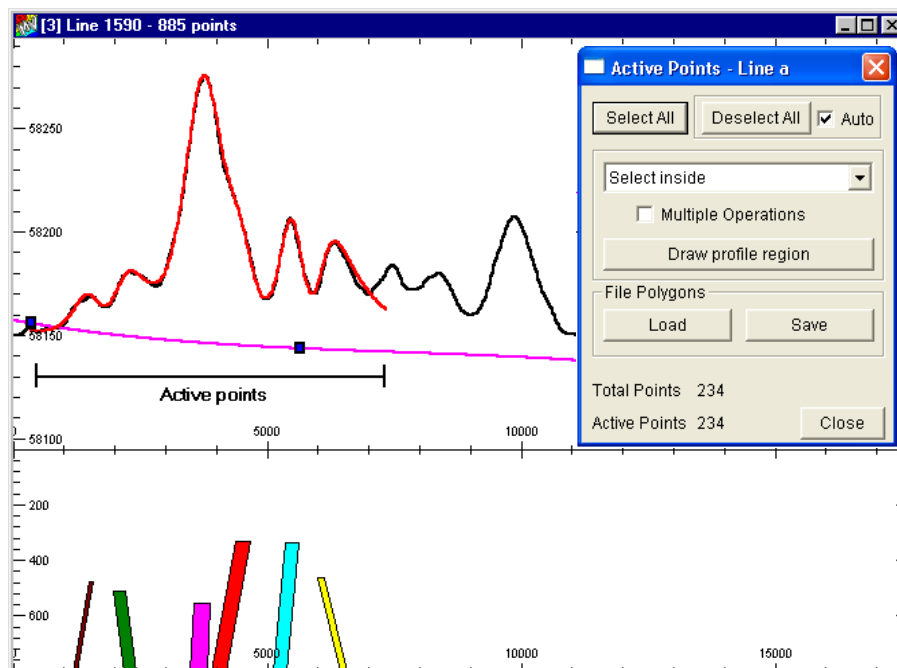 [3] Line 1590 - 885 points
58250
58200
58150
58100
Active points
0
5000
10000
200
400
600
5000
10000
15000
Active Points - Line a
Select All
Deselect All
Auto
Select inside
Multiple Operations
Draw profile region
File Polygons
Load
Save
Total Points 234
Active Points 234
Close